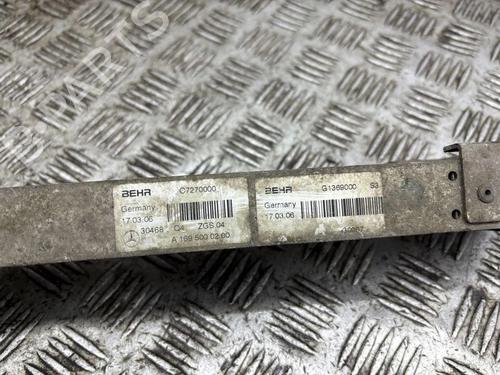 BEHR C7270000
Germany
17.03.06
30468 Q4 ZGS 04
A 169 500 02 00
BEHR G1369000 S3
Germany
17.03.06